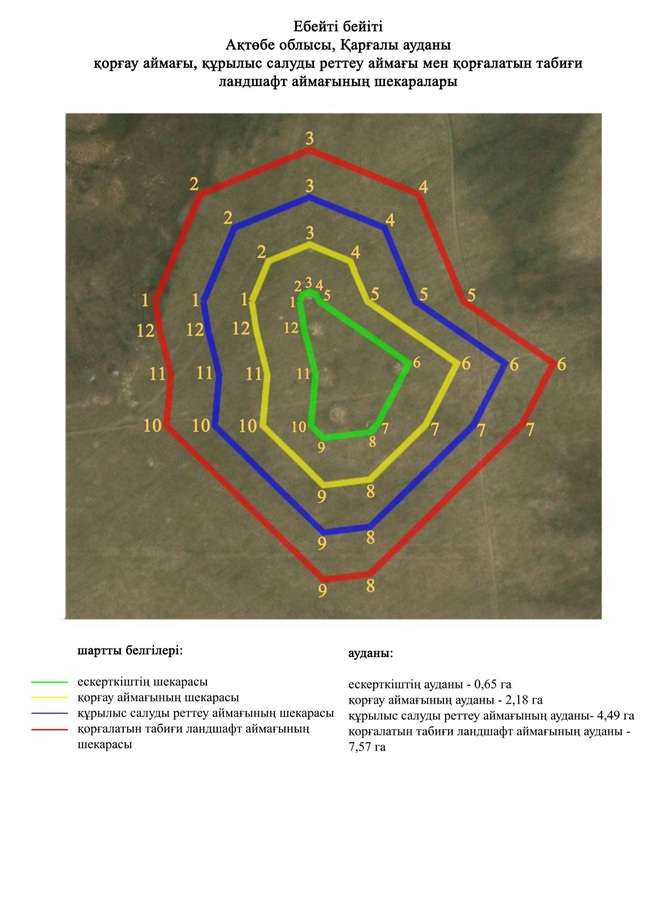 Ебейті бейіті
Ақтөбе облысы, Қарғалы ауданы
қорғау аймағы, құрылыс салуды реттеу аймағы мен қорғалатын табиғи
ландшафт аймағының шекаралары
3
2 4
3
2 4
3
2 4
2 3 4
1 1 1 1 5 5 5 5
12 12 12 12
6 6 6 6
11 11 11 11
10 10 10 10 7 7 7 7
9 8
9 8
9 8
9 8
шартты белгілері:
ескерткіштің шекарасы
қорғау аймағының шекарасы
құрылыс салуды реттеу аймағының шекарасы
қорғалатын табиғи ландшафт аймағының
шекарасы
ауданы:
ескерткіштің ауданы - 0,65 га
қорғау аймағының ауданы - 2,18 га
құрылыс салуды реттеу аймағының ауданы- 4,49 га
қорғалатын табиғи ландшафт аймағының ауданы -
7,57 га